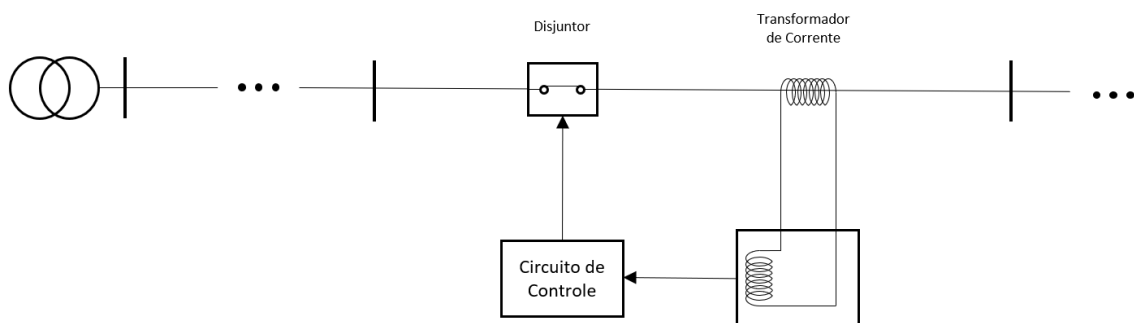 Disjuntor
Transformador
de Corrente
Circuito de
Controle